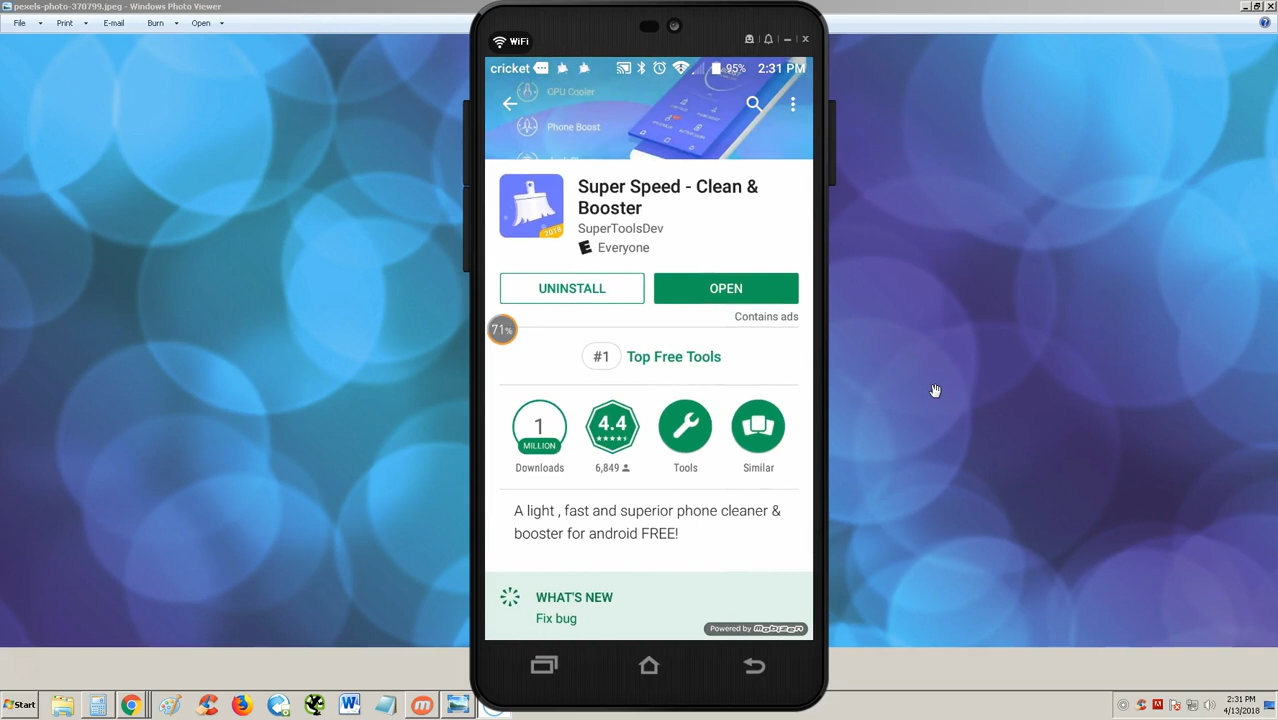 pexels-photo-370799.jpeg - Windows Photo Viewer
File Print E-mail Burn Open
WiFi
cricket 95% 2:31 PM
CPU Cooler
Phone Boost
Super Speed - Clean &
Booster
2018
SuperToolsDev
Everyone
UNINSTALL OPEN
Contains ads
71%
#1 Top Free Tools
1
MILLION
4.4
Downloads 6,849 Tools Similar
A light , fast and superior phone cleaner &
booster for android FREE!
WHAT'S NEW
Fix bug
Powered by mobizen
Start
2:31 PM
4/13/2018